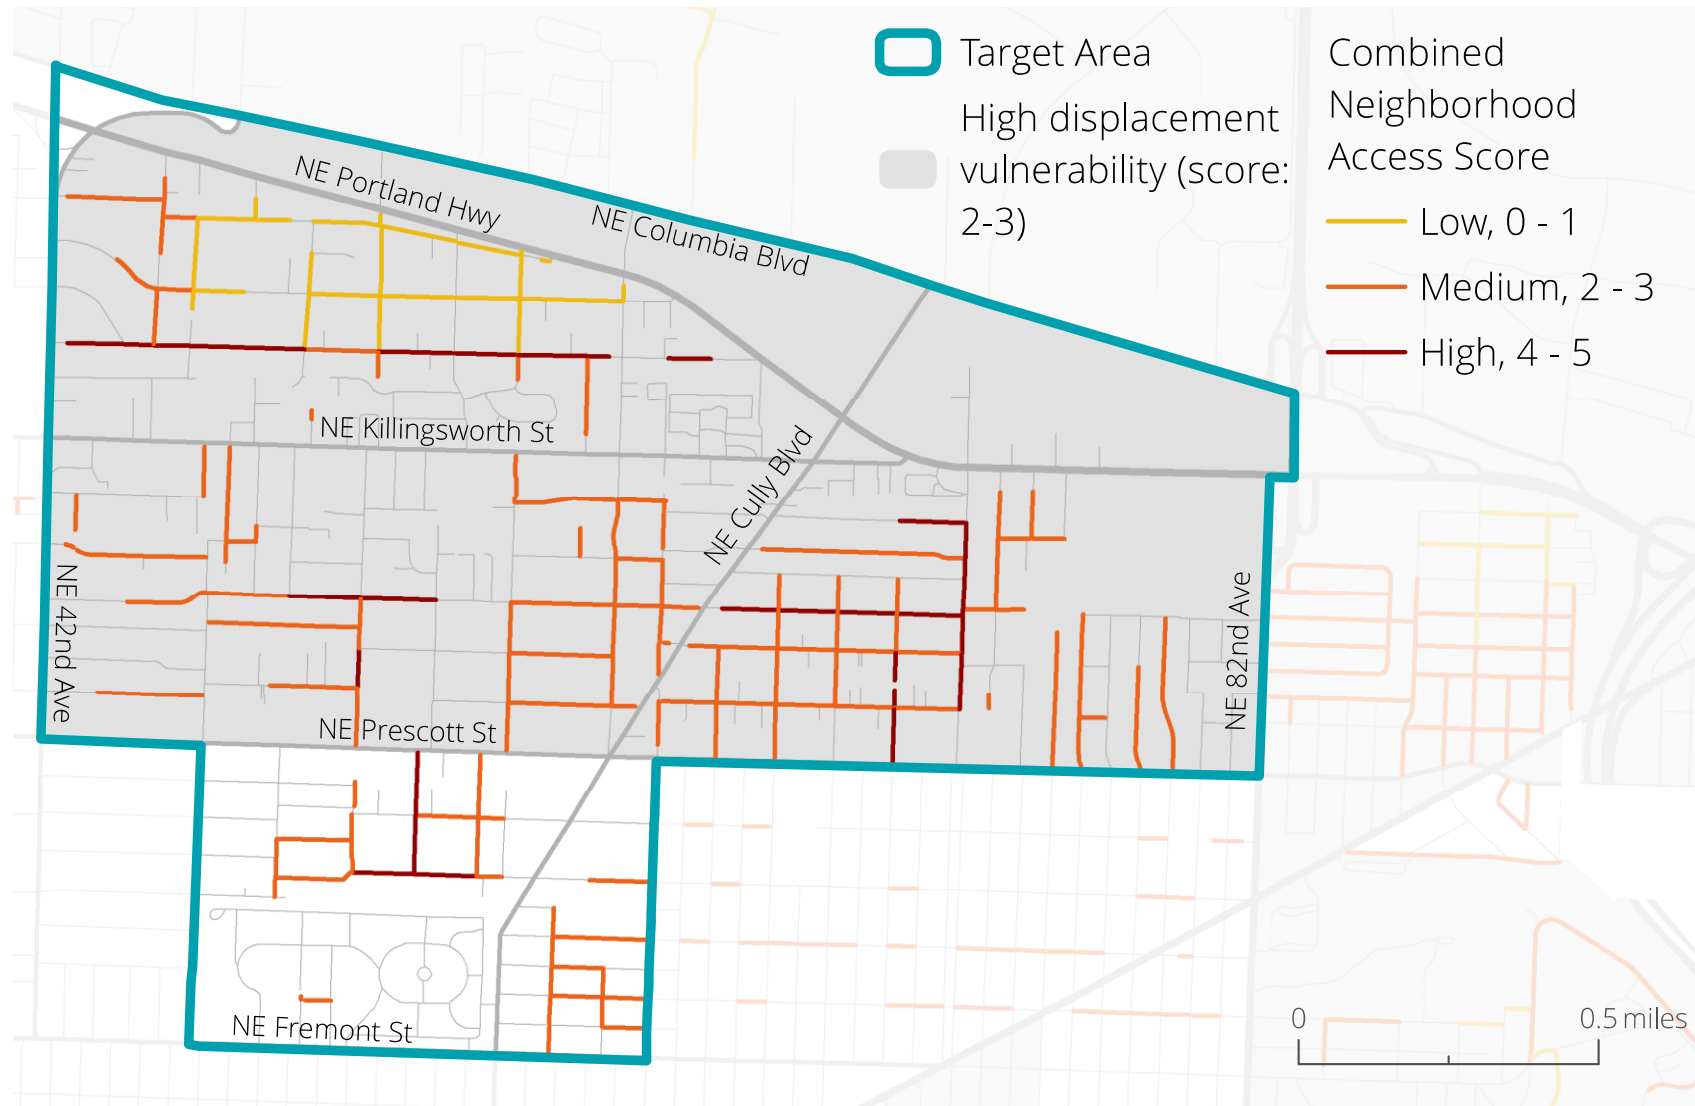 Target Area
High displacement
vulnerability (score:
2-3)
Combined
Neighborhood
Access Score
Low, 0 - 1
Medium, 2 - 3
High, 4 - 5
NE Portland Hwy
NE Columbia Blvd
NE Killingsworth St
NE Cully Blvd
NE 42nd Ave
NE 82nd Ave
NE Prescott St
NE Fremont St
0 0.5 miles